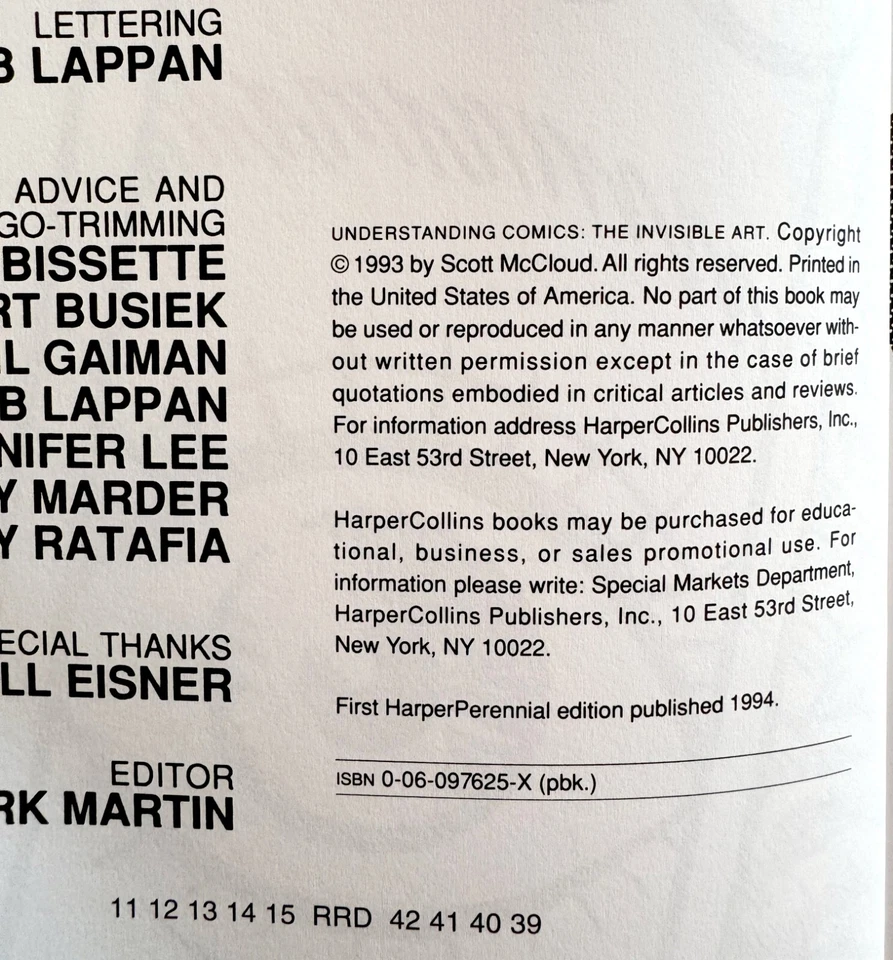 LETTERING
B LAPPAN
ADVICE AND
GO-TRIMMING
BISSETTE
RT BUSIEK
LL GAIMAN
B LAPPAN
NIFER LEE
Y MARDER
Y RATAFIA
ECIAL THANKS
LL EISNER
EDITOR
RK MARTIN
UNDERSTANDING COMICS: THE INVISIBLE ART. Copyright
© 1993 by Scott McCloud. All rights reserved. Printed in
the United States of America. No part of this book may
be used or reproduced in any manner whatsoever with-
out written permission except in the case of brief
quotations embodied in critical articles and reviews.
For information address HarperCollins Publishers, Inc.,
10 East 53rd Street, New York, NY 10022.
HarperCollins books may be purchased for educa-
tional, business, or sales promotional use. For
information please write: Special Markets Department,
HarperCollins Publishers, Inc., 10 East 53rd Street,
New York, NY 10022.
First HarperPerennial edition published 1994.
ISBN 0-06-097625-X (pbk.)
11 12 13 14 15 RRD 42 41 40 39